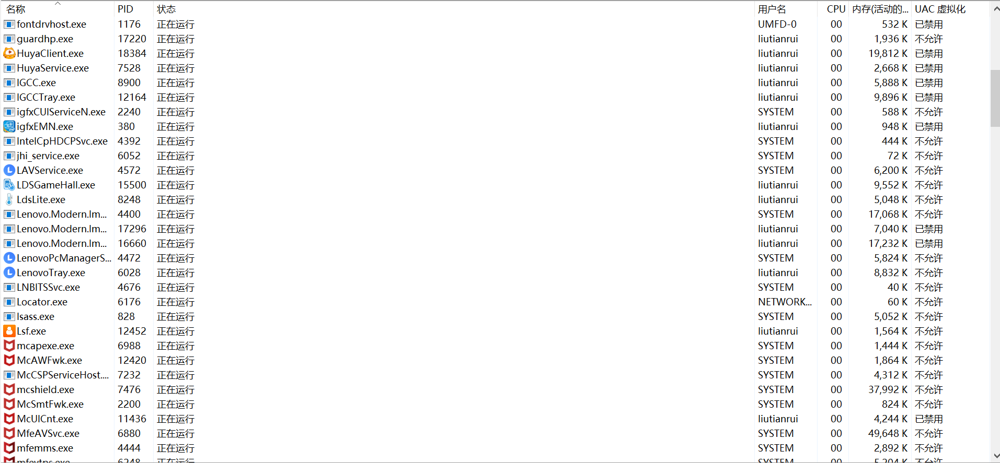 名称 PID 状态 用户名 CPU 内存(活动的... UAC 虚拟化
fontdrvhost.exe 1176 正在运行 UMFD-0 00 532 K 已禁用
guardhp.exe 17220 正在运行 liutianrui 00 1,936 K 不允许
HuyaClient.exe 18384 正在运行 liutianrui 00 19,812 K 已禁用
HuyaService.exe 7528 正在运行 liutianrui 00 2,668 K 已禁用
IGCC.exe 8900 正在运行 liutianrui 00 5,888 K 已禁用
IGCCTray.exe 12164 正在运行 liutianrui 00 9,896 K 已禁用
igfxCUIServiceN.exe 2240 正在运行 SYSTEM 00 588 K 不允许
igfxEMN.exe 380 正在运行 liutianrui 00 948 K 已禁用
IntelCpHDCPSvc.exe 4392 正在运行 SYSTEM 00 444 K 不允许
jhi_service.exe 6052 正在运行 SYSTEM 00 72 K 不允许
LAVService.exe 4572 正在运行 SYSTEM 00 6,200 K 不允许
LDSGameHall.exe 15500 正在运行 liutianrui 00 9,552 K 不允许
LdsLite.exe 8248 正在运行 liutianrui 00 5,048 K 不允许
Lenovo.Modern.Im... 4400 正在运行 SYSTEM 00 17,068 K 不允许
Lenovo.Modern.Im... 17296 正在运行 liutianrui 00 7,040 K 已禁用
Lenovo.Modern.Im... 16660 正在运行 liutianrui 00 17,232 K 已禁用
LenovoPcManagerS... 4472 正在运行 SYSTEM 00 5,824 K 不允许
LenovoTray.exe 6028 正在运行 liutianrui 00 8,832 K 不允许
LNBITSSvc.exe 4676 正在运行 SYSTEM 00 40 K 不允许
Locator.exe 6176 正在运行 NETWORK... 00 60 K 不允许
lsass.exe 828 正在运行 SYSTEM 00 5,052 K 不允许
Lsf.exe 12452 正在运行 liutianrui 00 1,564 K 不允许
mcapexe.exe 6988 正在运行 SYSTEM 00 1,444 K 不允许
McAWFwk.exe 12420 正在运行 SYSTEM 00 1,864 K 不允许
McCSPServiceHost.... 7232 正在运行 SYSTEM 00 4,312 K 不允许
mcshield.exe 7476 正在运行 SYSTEM 00 37,992 K 不允许
McSmtFwk.exe 2200 正在运行 SYSTEM 00 824 K 不允许
McUICnt.exe 11436 正在运行 liutianrui 00 4,244 K 已禁用
MfeAVSvc.exe 6880 正在运行 SYSTEM 00 49,648 K 不允许
mfemms.exe 4444 正在运行 SYSTEM 00 2,892 K 不允许
mfevtps.exe 6248 正在运行 SYSTEM 00 5,204 K 不允许